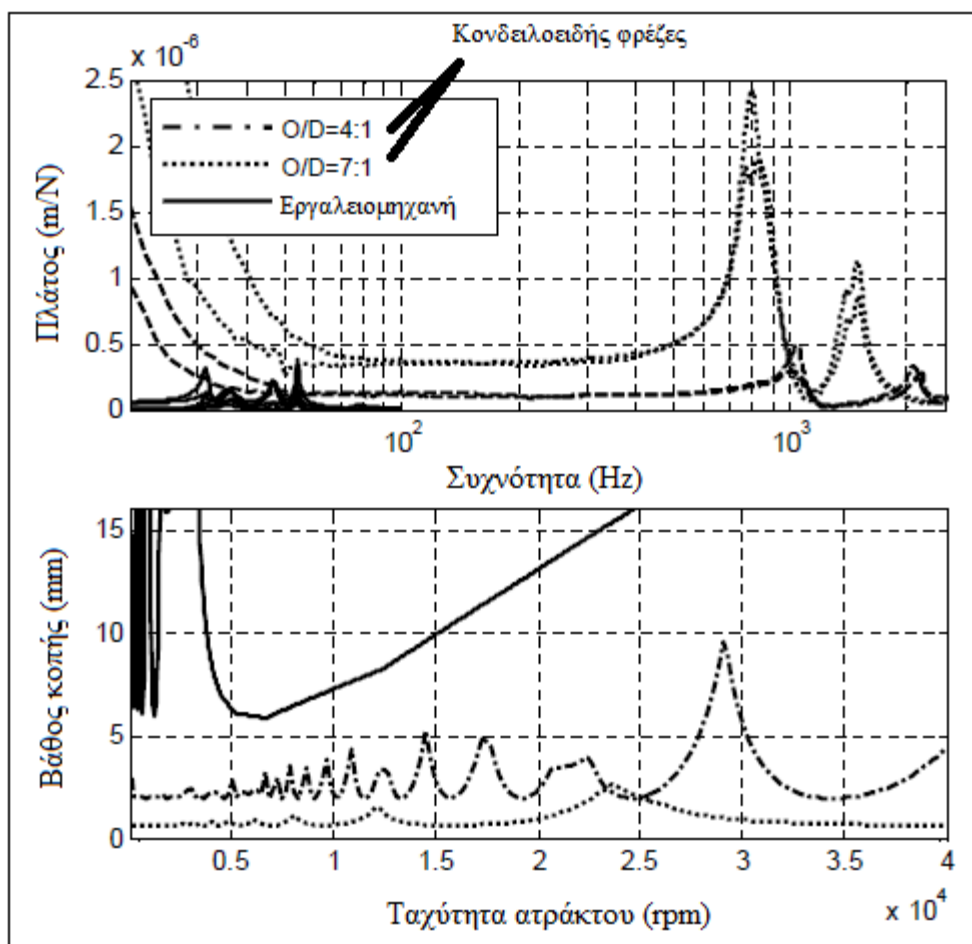 Κονδειλοειδής φρέζες
x 10^-6
2.5
2
1.5
1
0.5
0
Πλάτος (m/N)
O/D=4:1
O/D=7:1
Εργαλειομηχανή
10^2
10^3
Συχνότητα (Hz)
15
10
5
0
Βάθος κοπής (mm)
0.5
1
1.5
2
2.5
3
3.5
4
x 10^4
Ταχύτητα ατράκτου (rpm)